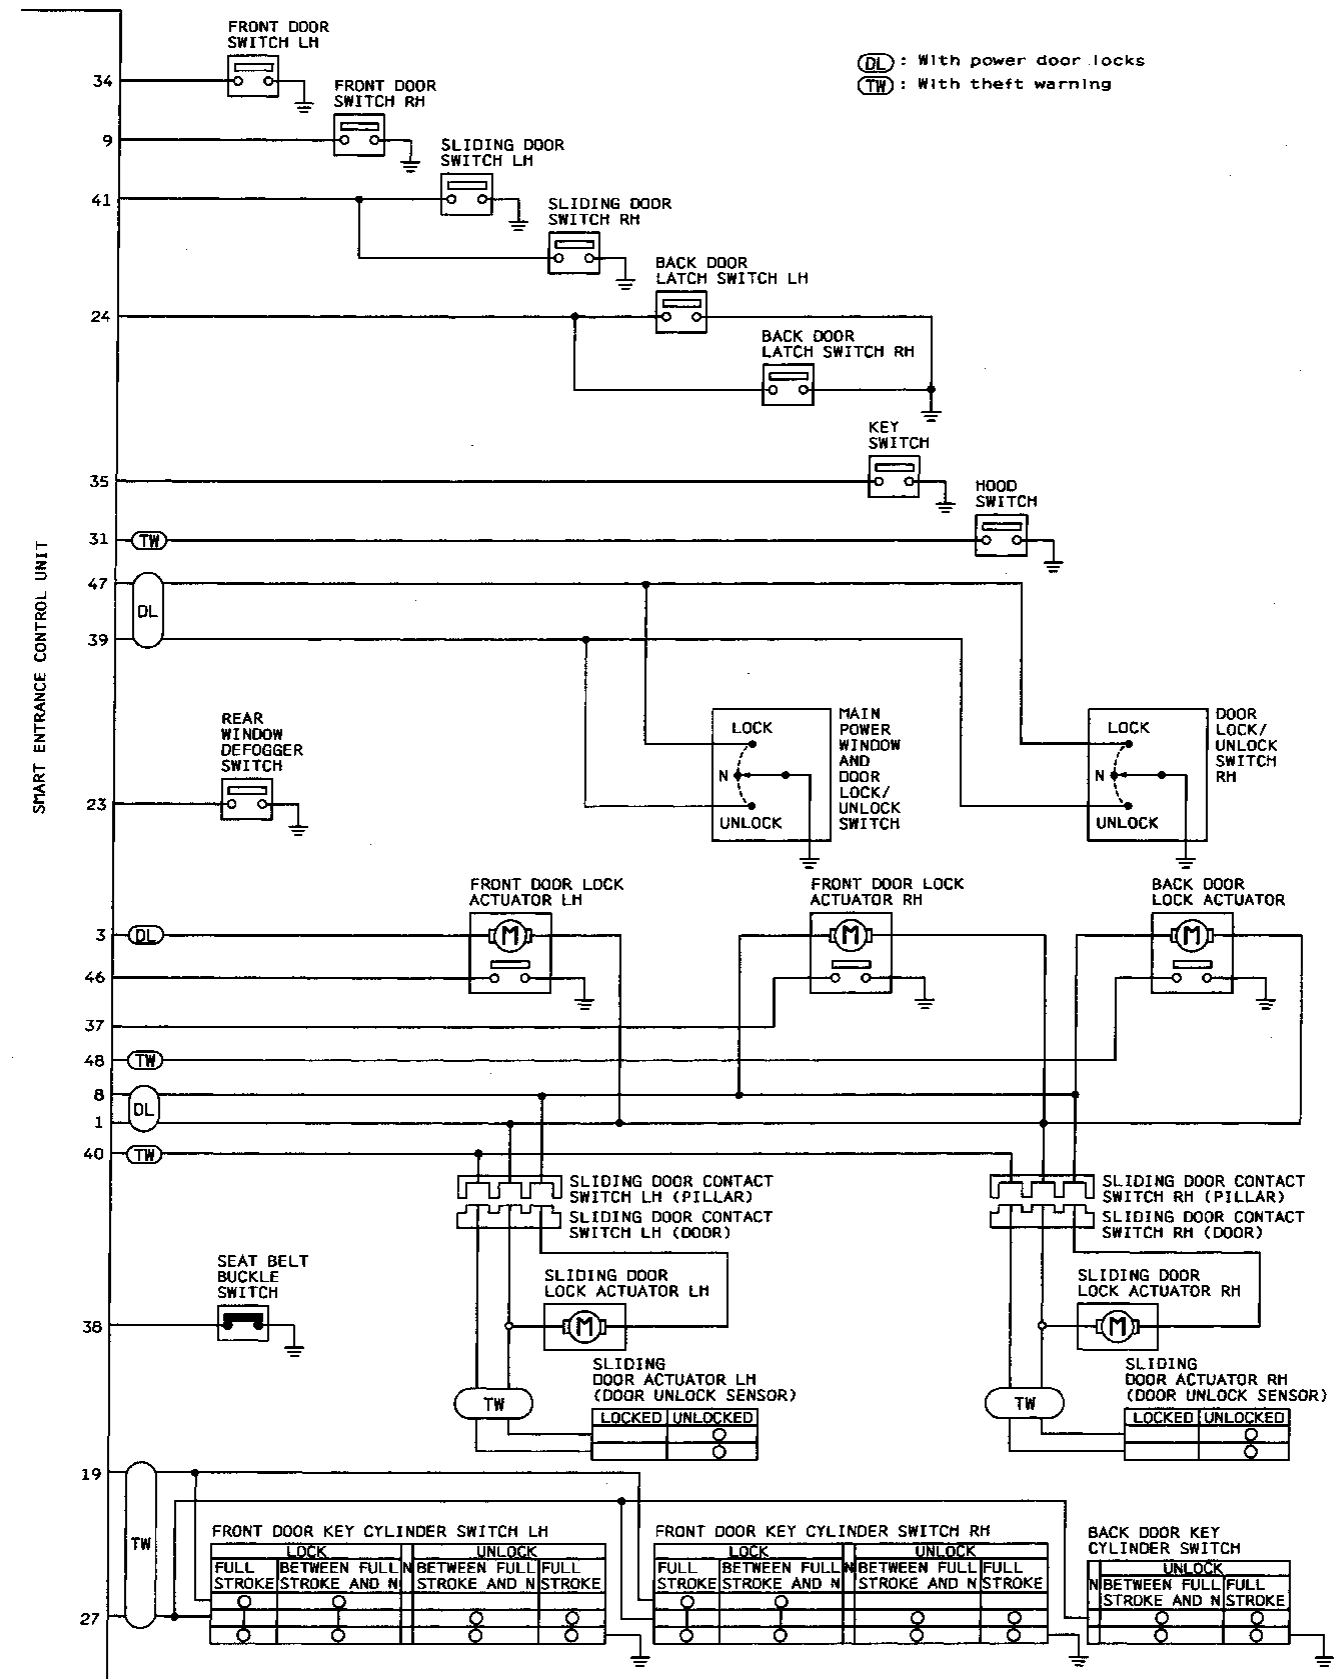 FRONT DOOR
SWITCH LH
DL : With power door locks
TW : With theft warning
34
FRONT DOOR
SWITCH RH
9
SLIDING DOOR
SWITCH LH
41
SLIDING DOOR
SWITCH RH
BACK DOOR
LATCH SWITCH LH
24
BACK DOOR
LATCH SWITCH RH
KEY
SWITCH
35
HOOD
SWITCH
31 TW
SMART ENTRANCE CONTROL UNIT
47
DL
39
REAR
WINDOW
DEFOGGER
SWITCH
23
LOCK
N
UNLOCK
MAIN
POWER
WINDOW
AND
DOOR
LOCK/
UNLOCK
SWITCH
LOCK
N
UNLOCK
DOOR
LOCK/
UNLOCK
SWITCH
RH
FRONT DOOR LOCK
ACTUATOR LH
FRONT DOOR LOCK
ACTUATOR RH
BACK DOOR
LOCK ACTUATOR
3 DL M M M
46
37
48 TW
8
DL
1
40 TW
SLIDING DOOR CONTACT
SWITCH LH (PILLAR)
SLIDING DOOR CONTACT
SWITCH LH (DOOR)
SLIDING DOOR CONTACT
SWITCH RH (PILLAR)
SLIDING DOOR CONTACT
SWITCH RH (DOOR)
SEAT BELT
BUCKLE
SWITCH
38
SLIDING DOOR
LOCK ACTUATOR LH
M
SLIDING DOOR
LOCK ACTUATOR RH
M
SLIDING
DOOR ACTUATOR LH
(DOOR UNLOCK SENSOR)
TW
LOCKED UNLOCKED
SLIDING
DOOR ACTUATOR RH
(DOOR UNLOCK SENSOR)
TW
LOCKED UNLOCKED
19
TW
27
FRONT DOOR KEY CYLINDER SWITCH LH
LOCK UNLOCK
FULL BETWEEN FULL N BETWEEN FULL FULL
STROKE STROKE AND N STROKE AND N STROKE
FRONT DOOR KEY CYLINDER SWITCH RH
LOCK UNLOCK
FULL BETWEEN FULL N BETWEEN FULL FULL
STROKE STROKE AND N STROKE AND N STROKE
BACK DOOR KEY
CYLINDER SWITCH
UNLOCK
N BETWEEN FULL FULL
STROKE AND N STROKE